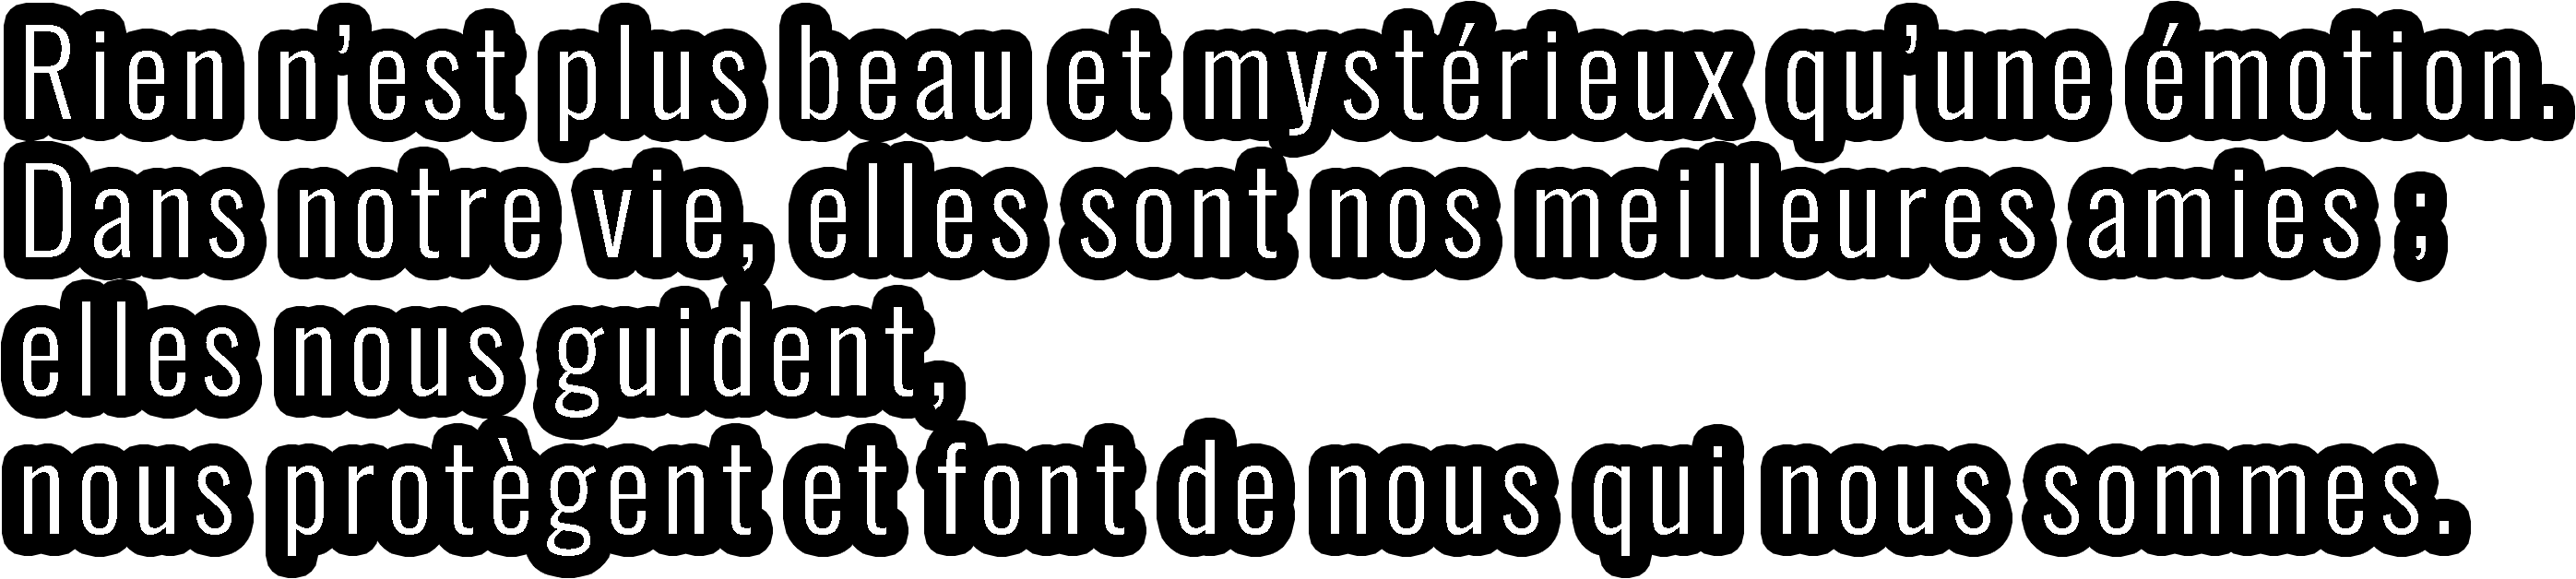 Rien n’est plus beau et mystérieux qu’une émotion.
Dans notre vie, elles sont nos meilleures amies ;
elles nous guident,
nous protègent et font de nous qui nous sommes.